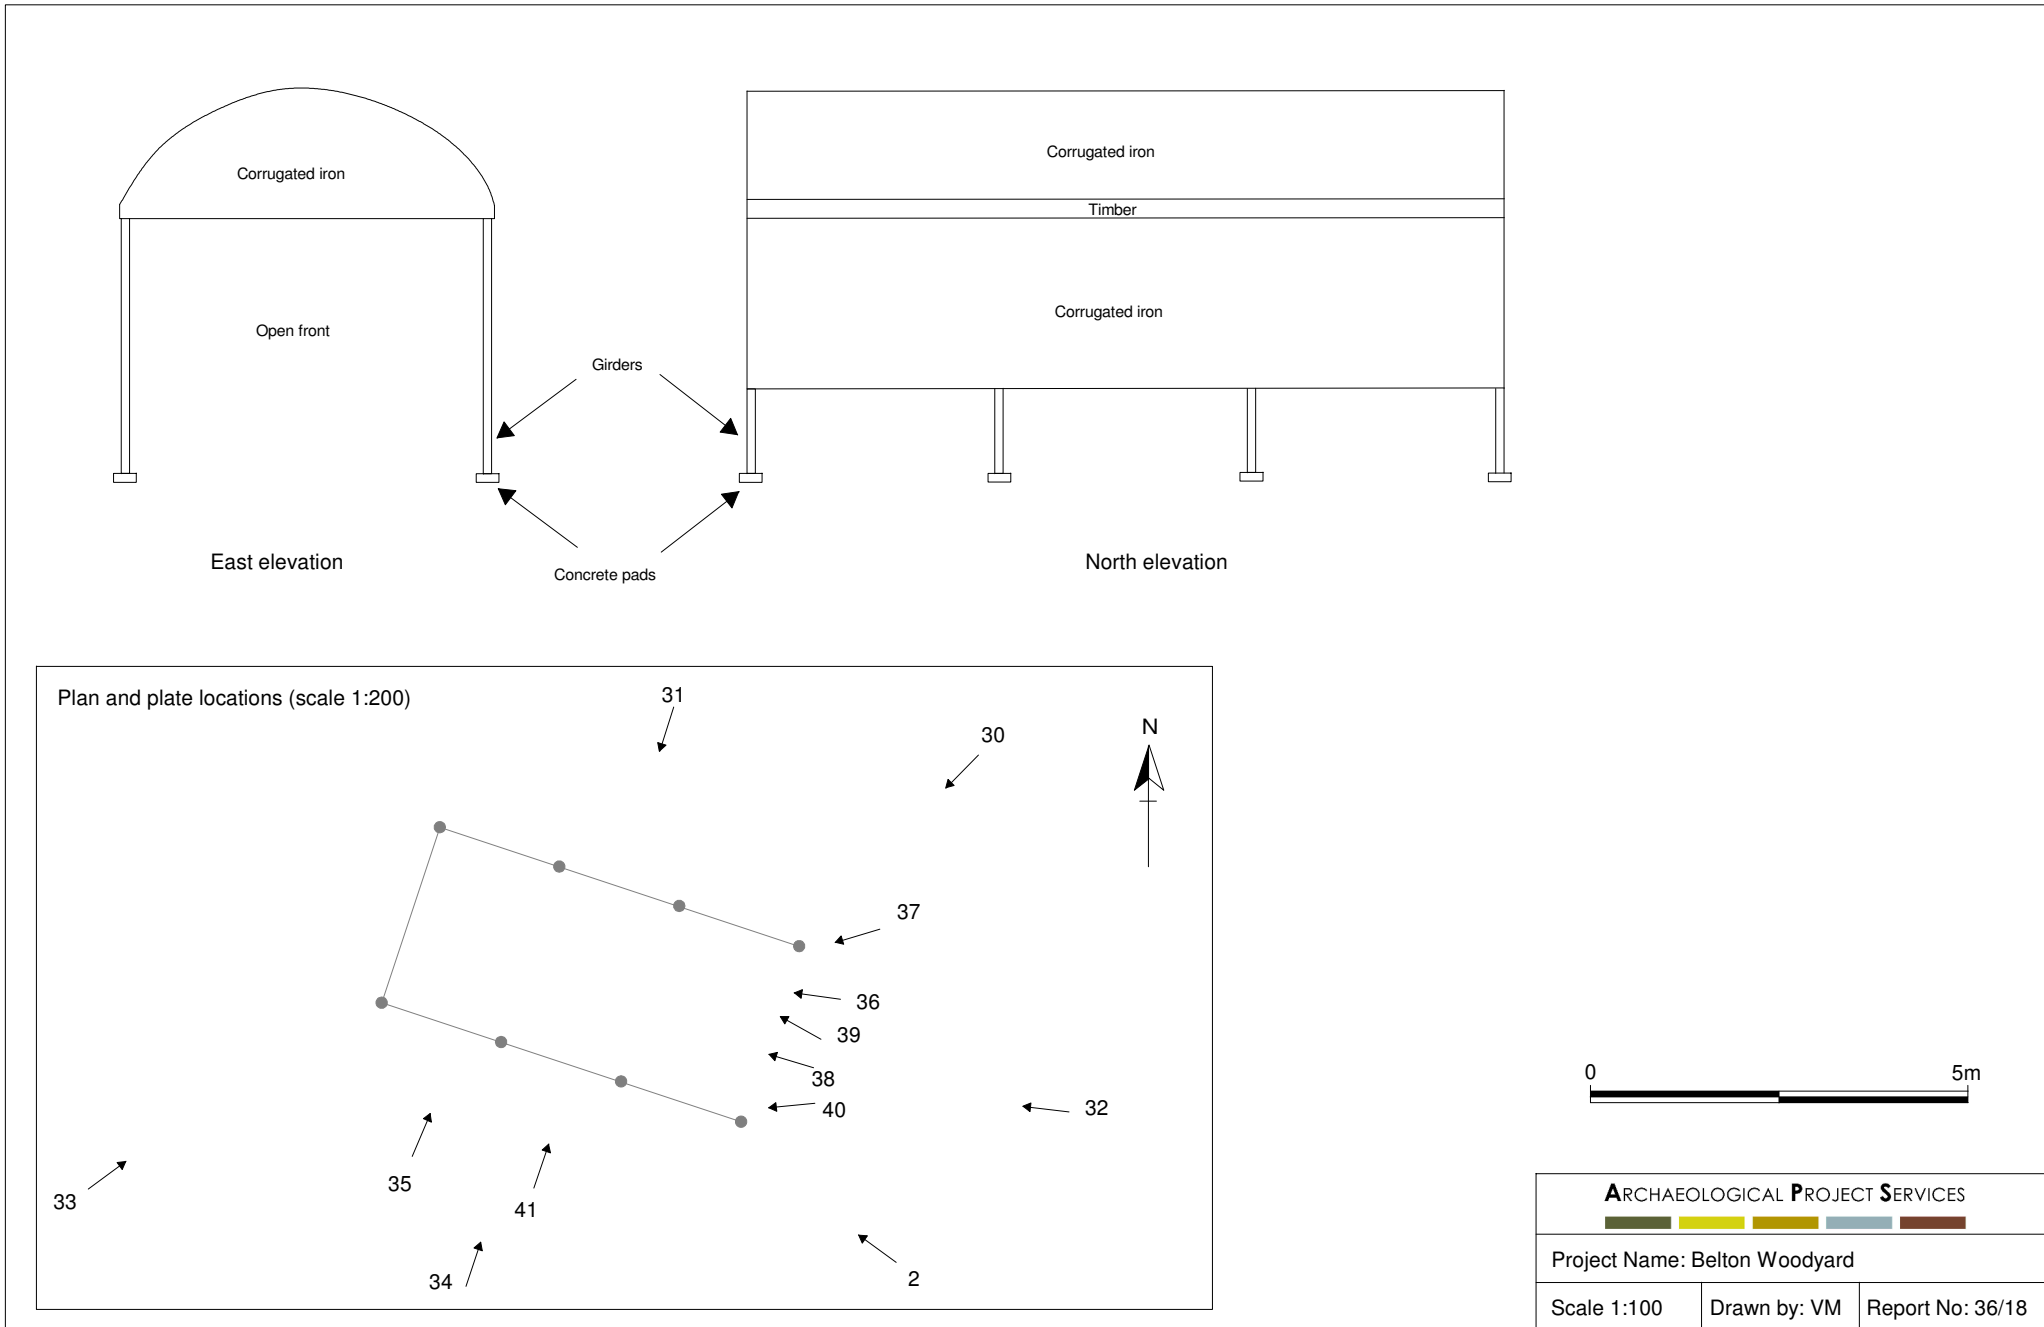 Corrugated iron
Open front
East elevation
Girders
Concrete pads
Corrugated iron
Timber
Corrugated iron
North elevation
Plan and plate locations (scale 1:200)
31
30
N
37
36
39
38
40
32
33
35
41
34
2
0 5m
ARCHAEOLOGICAL PROJECT SERVICES
Project Name: Belton Woodyard
Scale 1:100 Drawn by: VM Report No: 36/18